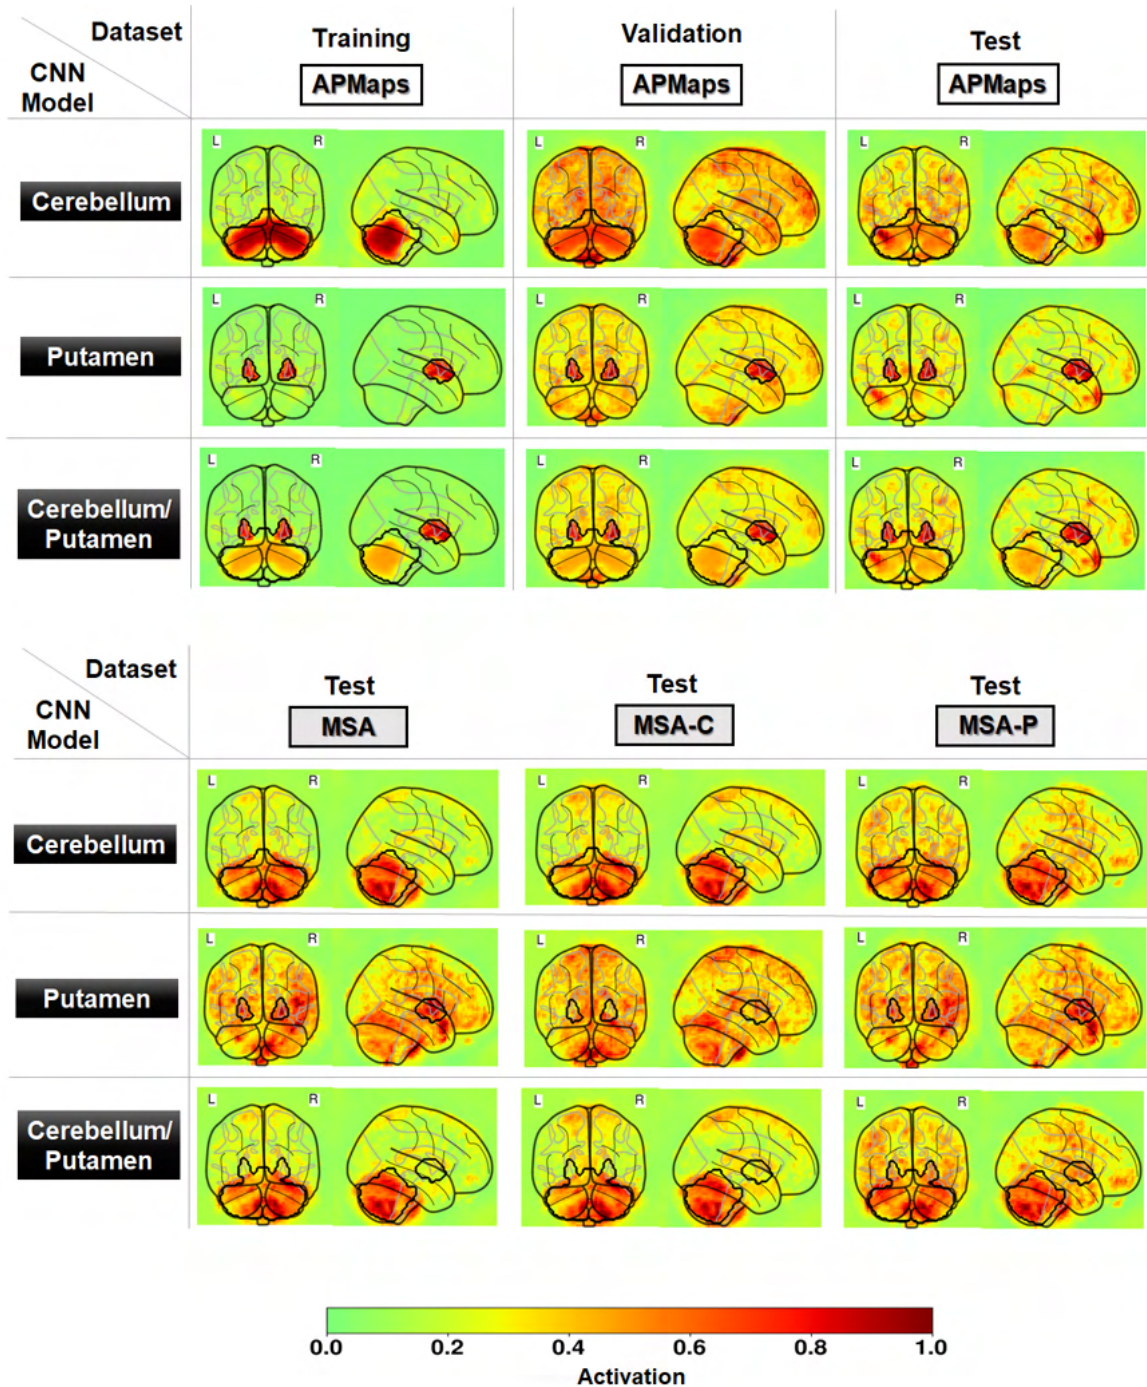 Dataset
CNN
Model
Training
APMaps
Validation
APMaps
Test
APMaps
Cerebellum
L R
L R
L R
Putamen
L R
L R
L R
Cerebellum/
Putamen
L R
L R
L R
Dataset
CNN
Model
Test
MSA
Test
MSA-C
Test
MSA-P
Cerebellum
L R
L R
L R
Putamen
L R
L R
L R
Cerebellum/
Putamen
L R
L R
L R
0.0 0.2 0.4 0.6 0.8 1.0
Activation